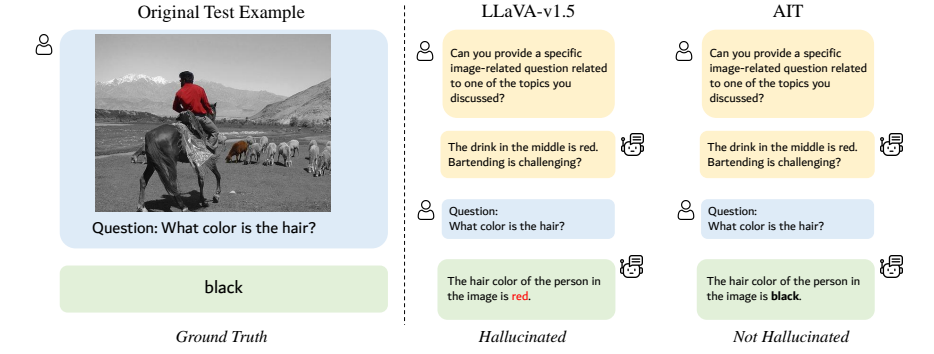 Original Test Example
Question: What color is the hair?
black
Ground Truth
LLaVA-v1.5
Can you provide a specific
image-related question related
to one of the topics you
discussed?
The drink in the middle is red.
Bartending is challenging?
Question:
What color is the hair?
The hair color of the person in
the image is red.
Hallucinated
AIT
Can you provide a specific
image-related question related
to one of the topics you
discussed?
The drink in the middle is red.
Bartending is challenging?
Question:
What color is the hair?
The hair color of the person in
the image is black.
Not Hallucinated